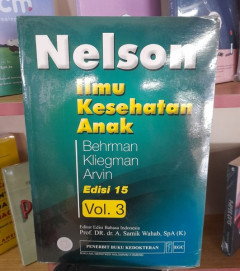 Nelson
Ilmu
Kesehatan
Anak
Behrman
Kliegman
Arvin
Edisi 15
Vol. 3
Editor Edisi Bahasa Indonesia
Prof. DR. dr. A. Samik Wahab, SpA (K)
PENERBIT BUKU KEDOKTERAN EGC